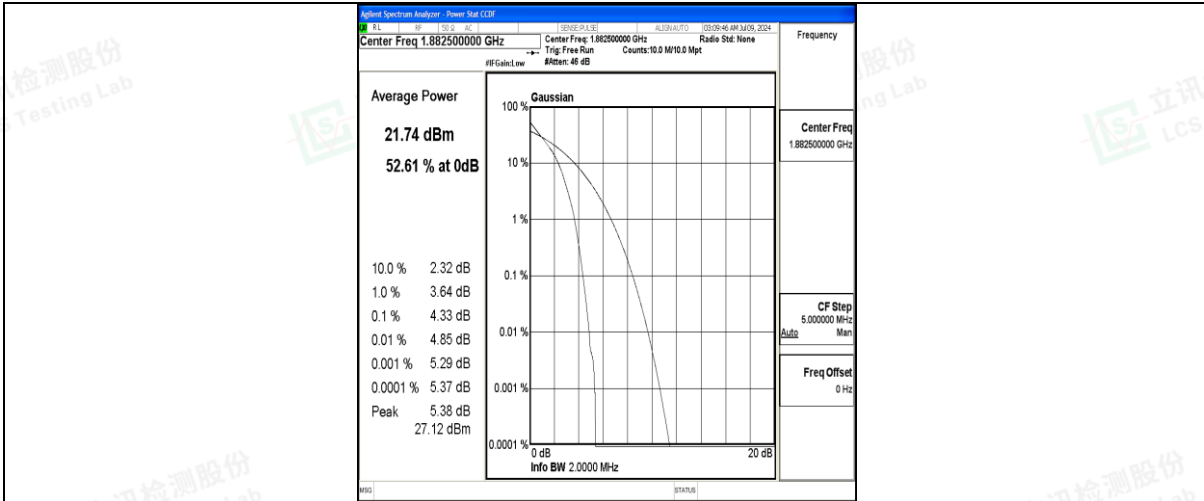 Agilent Spectrum Analyzer - Power Stat CCDF
RL RF 50 Ω AC SENSE:PULSE ALIGN AUTO 03:09:46 AM Jul 09, 2024
Center Freq 1.882500000 GHz
Center Freq: 1.882500000 GHz Radio Std: None
Trig: Free Run Counts:10.0 M/10.0 Mpt
#IFGain:Low #Atten: 46 dB
Frequency
Average Power
21.74 dBm
52.61 % at 0dB
10.0 % 2.32 dB
1.0 % 3.64 dB
0.1 % 4.33 dB
0.01 % 4.85 dB
0.001 % 5.29 dB
0.0001 % 5.37 dB
Peak 5.38 dB
27.12 dBm
Gaussian
100 %
10 %
1 %
0.1 %
0.01 %
0.001 %
0.0001 %
0 dB 20 dB
Info BW 2.0000 MHz
Center Freq
1.882500000 GHz
CF Step
5.000000 MHz
Auto Man
Freq Offset
0 Hz
MSG STATUS
讯检测股份
Testing Lab
立讯
LCS